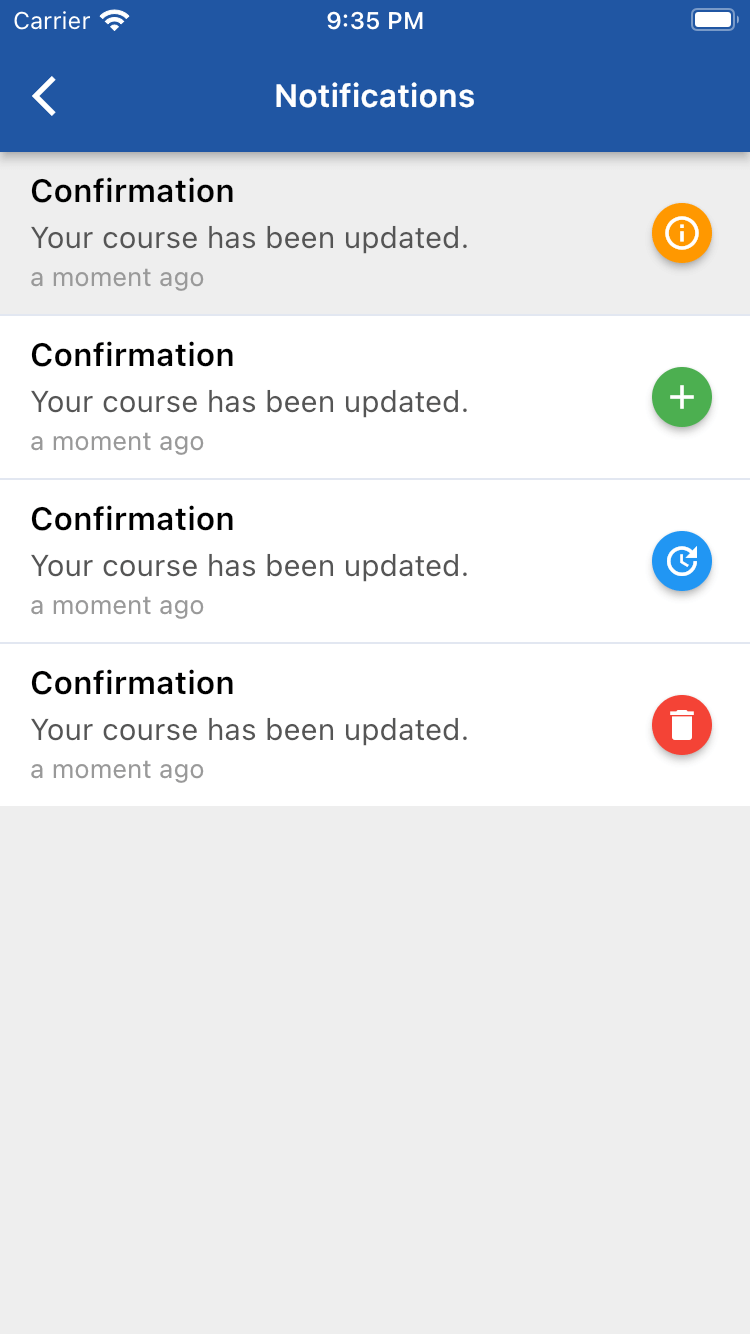 Carrier 9:35 PM
Notifications
Confirmation
Your course has been updated.
a moment ago
Confirmation
Your course has been updated.
a moment ago
Confirmation
Your course has been updated.
a moment ago
Confirmation
Your course has been updated.
a moment ago